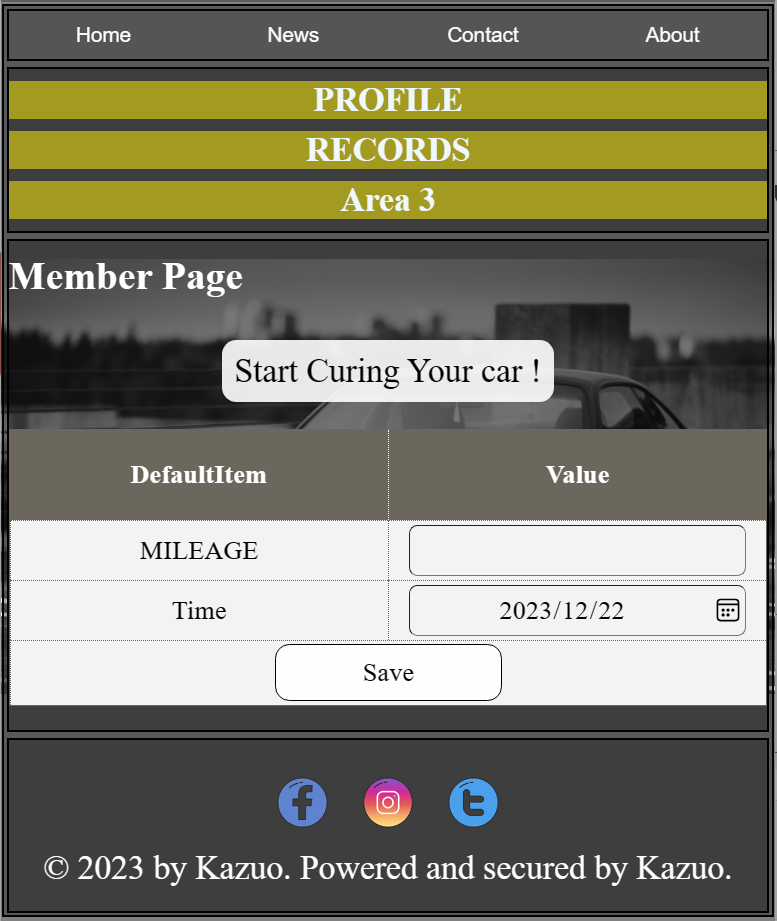 Home News Contact About
PROFILE
RECORDS
Area 3
Member Page
Start Curing Your car !
DefaultItem Value
MILEAGE
Time 2023/12/22
Save
© 2023 by Kazuo. Powered and secured by Kazuo.